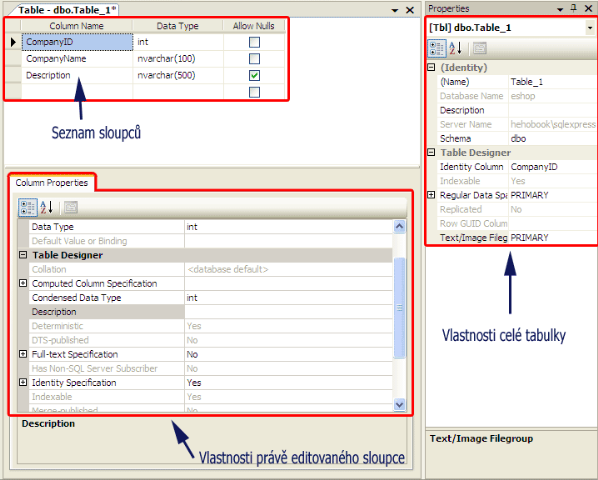 Table - dbo.Table_1*
Column Name Data Type Allow Nulls
CompanyID int
CompanyName nvarchar(100)
Description nvarchar(500)
Seznam sloupců
Column Properties
Data Type int
Default Value or Binding
Table Designer
Collation <database default>
Computed Column Specification
Condensed Data Type int
Description
Deterministic Yes
DTS-published No
Full-text Specification No
Has Non-SQL Server Subscriber No
Identity Specification Yes
Indexable Yes
Merge-published No
Description
Vlastnosti právě editovaného sloupce
Properties
[Tbl] dbo.Table_1
(Identity)
(Name) Table_1
Database Name eshop
Description
Server Name hehobook\sqlexpress
Schema dbo
Table Designer
Identity Column CompanyID
Indexable Yes
Regular Data Spa PRIMARY
Replicated No
Row GUID Colum
Text/Image Fileg PRIMARY
Vlastnosti celé tabulky
Text/Image Filegroup